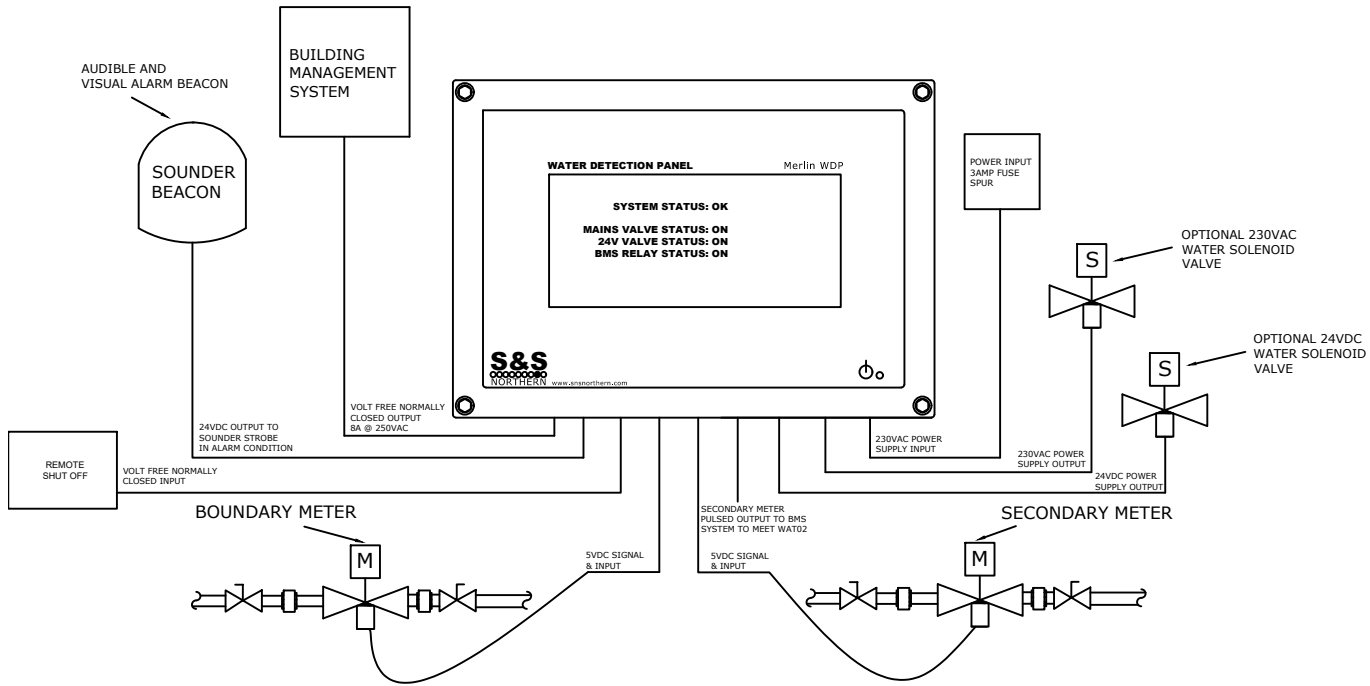 BUILDING
MANAGEMENT
SYSTEM
AUDIBLE AND
VISUAL ALARM BEACON
SOUNDER
BEACON
WATER DETECTION PANEL
Merlin WDP
SYSTEM STATUS: OK
MAINS VALVE STATUS: ON
24V VALVE STATUS: ON
BMS RELAY STATUS: ON
S&S
NORTHERN
www.snsnorthern.com
POWER INPUT
3AMP FUSE
SPUR
S
OPTIONAL 230VAC
WATER SOLENOID
VALVE
S
OPTIONAL 24VDC
WATER SOLENOID
VALVE
VOLT FREE NORMALLY
CLOSED OUTPUT
8A @ 250VAC
24VDC OUTPUT TO
SOUNDER STROBE
IN ALARM CONDITION
230VAC POWER
SUPPLY INPUT
230VAC POWER
SUPPLY OUTPUT
24VDC POWER
SUPPLY OUTPUT
REMOTE
SHUT OFF
VOLT FREE NORMALLY
CLOSED INPUT
SECONDARY METER
PULSED OUTPUT TO BMS
SYSTEM TO MEET WAT02
BOUNDARY METER
M
5VDC SIGNAL
& INPUT
SECONDARY METER
M
5VDC SIGNAL
& INPUT